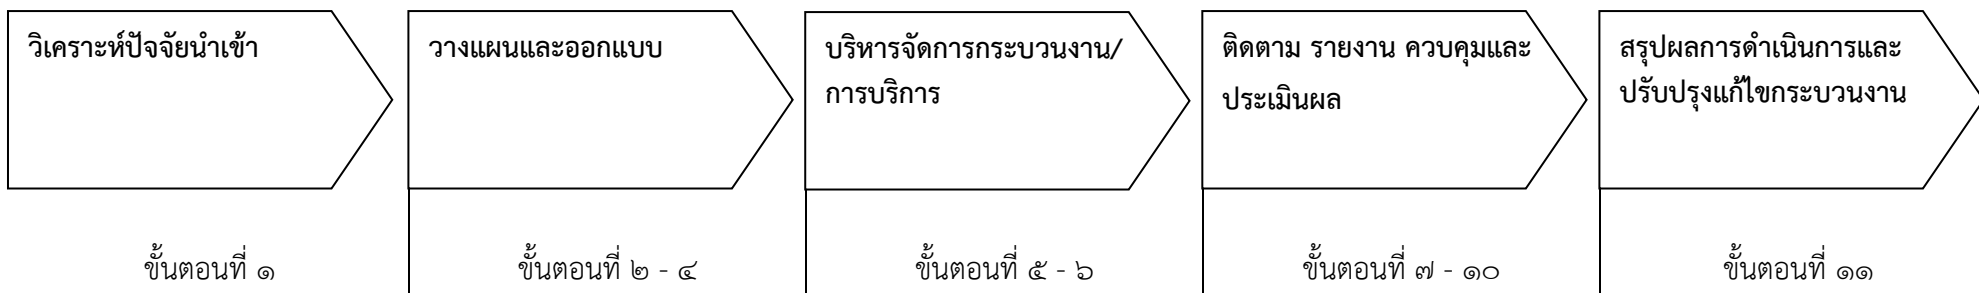 วิเคราะห์ปัจจัยนำเข้า
วางแผนและออกแบบ
บริหารจัดการกระบวนงาน/
การบริการ
ติดตาม รายงาน ควบคุมและ
ประเมินผล
สรุปผลการดำเนินการและ
ปรับปรุงแก้ไขกระบวนงาน
ขั้นตอนที่ ๑
ขั้นตอนที่ ๒ - ๔
ขั้นตอนที่ ๕ - ๖
ขั้นตอนที่ ๗ - ๑๐
ขั้นตอนที่ ๑๑